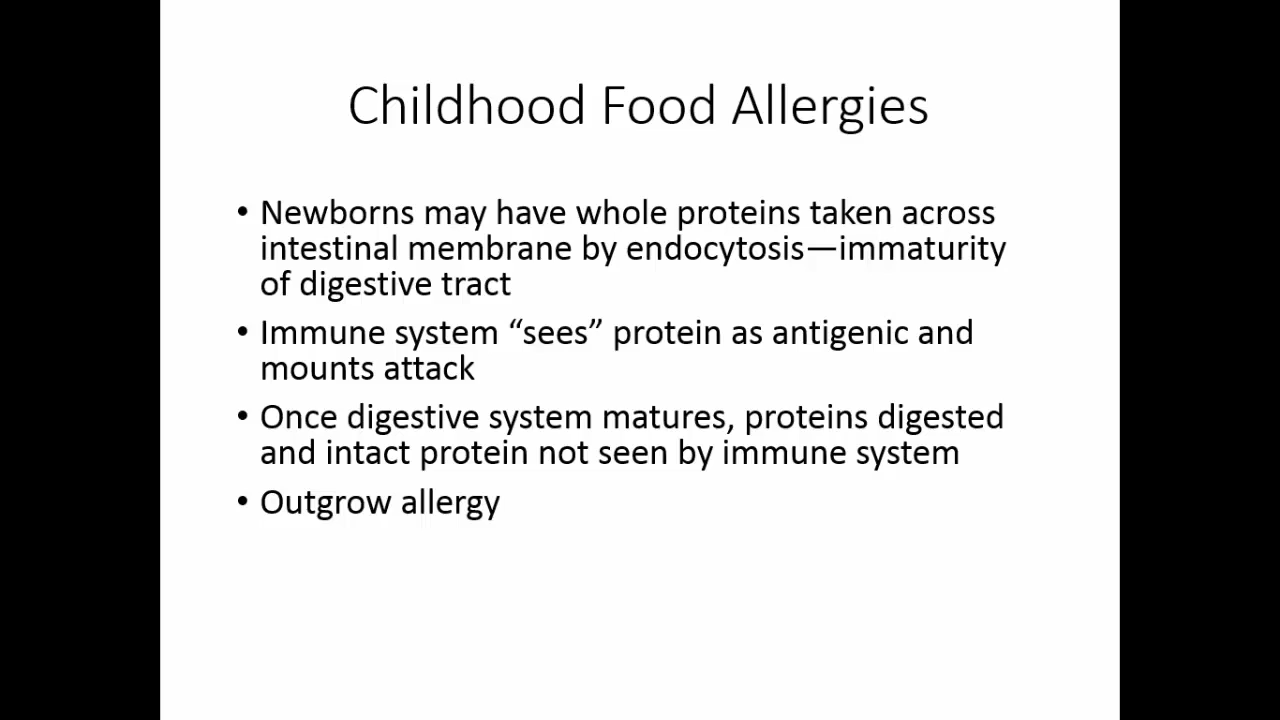 Childhood Food Allergies
• Newborns may have whole proteins taken across
intestinal membrane by endocytosis—immaturity
of digestive tract
• Immune system “sees” protein as antigenic and
mounts attack
• Once digestive system matures, proteins digested
and intact protein not seen by immune system
• Outgrow allergy